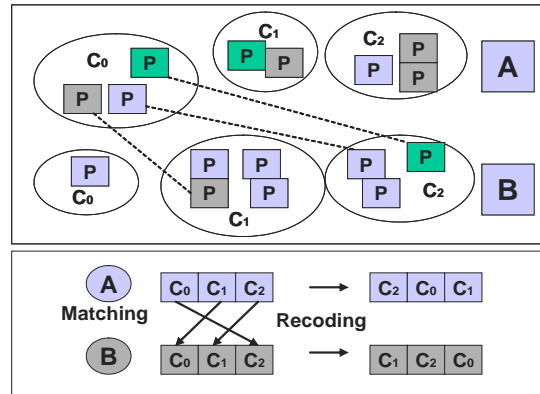 C0 P P P
C1 P P
C2 P P P
A
P C0
P P P P C1
P P P C2
B
A C0 C1 C2 C2 C0 C1
Matching Recoding
B C0 C1 C2 C1 C2 C0